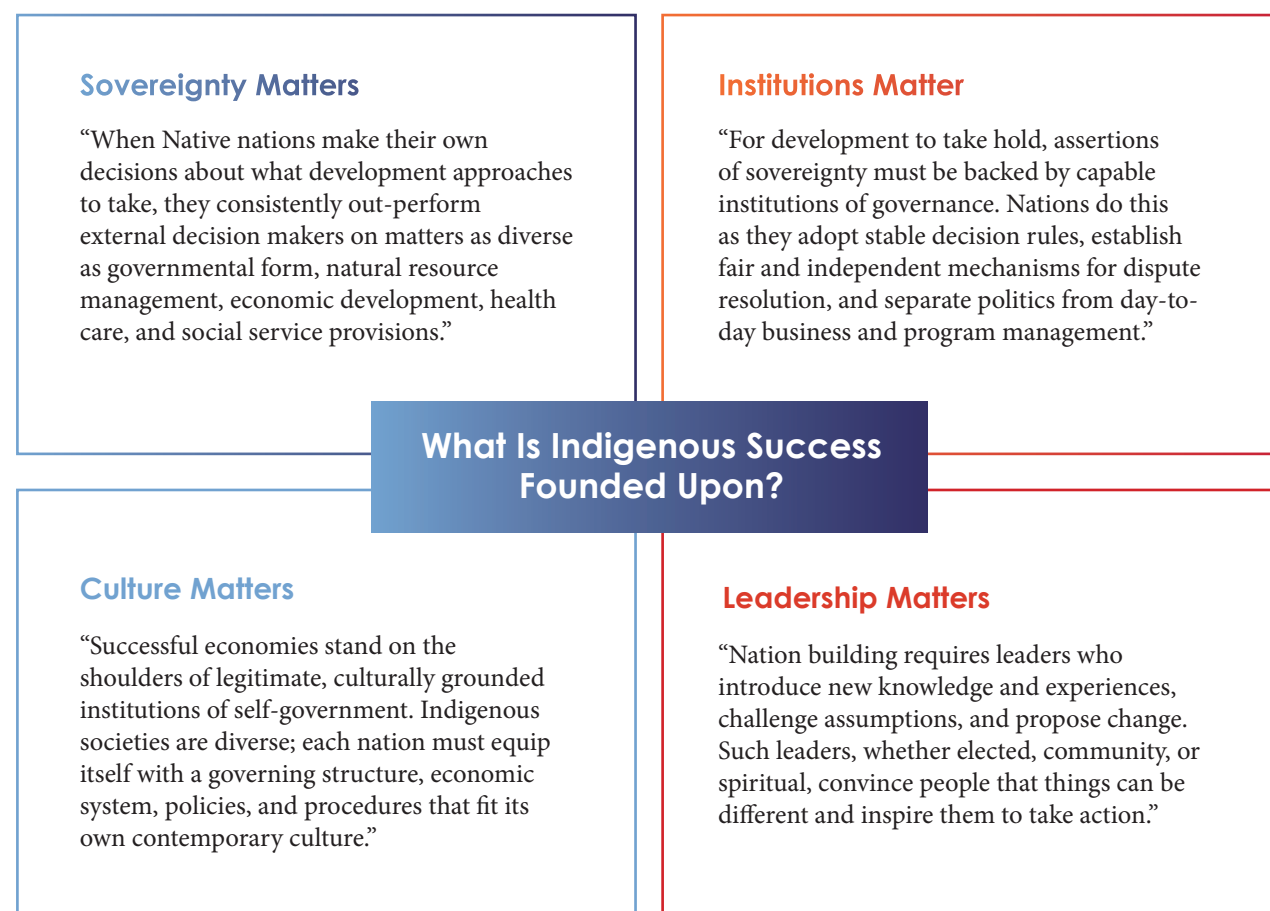 Sovereignty Matters
“When Native nations make their own
decisions about what development approaches
to take, they consistently out-perform
external decision makers on matters as diverse
as governmental form, natural resource
management, economic development, health
care, and social service provisions.”
Institutions Matter
“For development to take hold, assertions
of sovereignty must be backed by capable
institutions of governance. Nations do this
as they adopt stable decision rules, establish
fair and independent mechanisms for dispute
resolution, and separate politics from day-to-
day business and program management.”
What Is Indigenous Success
Founded Upon?
Culture Matters
“Successful economies stand on the
shoulders of legitimate, culturally grounded
institutions of self-government. Indigenous
societies are diverse; each nation must equip
itself with a governing structure, economic
system, policies, and procedures that fit its
own contemporary culture.”
Leadership Matters
“Nation building requires leaders who
introduce new knowledge and experiences,
challenge assumptions, and propose change.
Such leaders, whether elected, community, or
spiritual, convince people that things can be
different and inspire them to take action.”